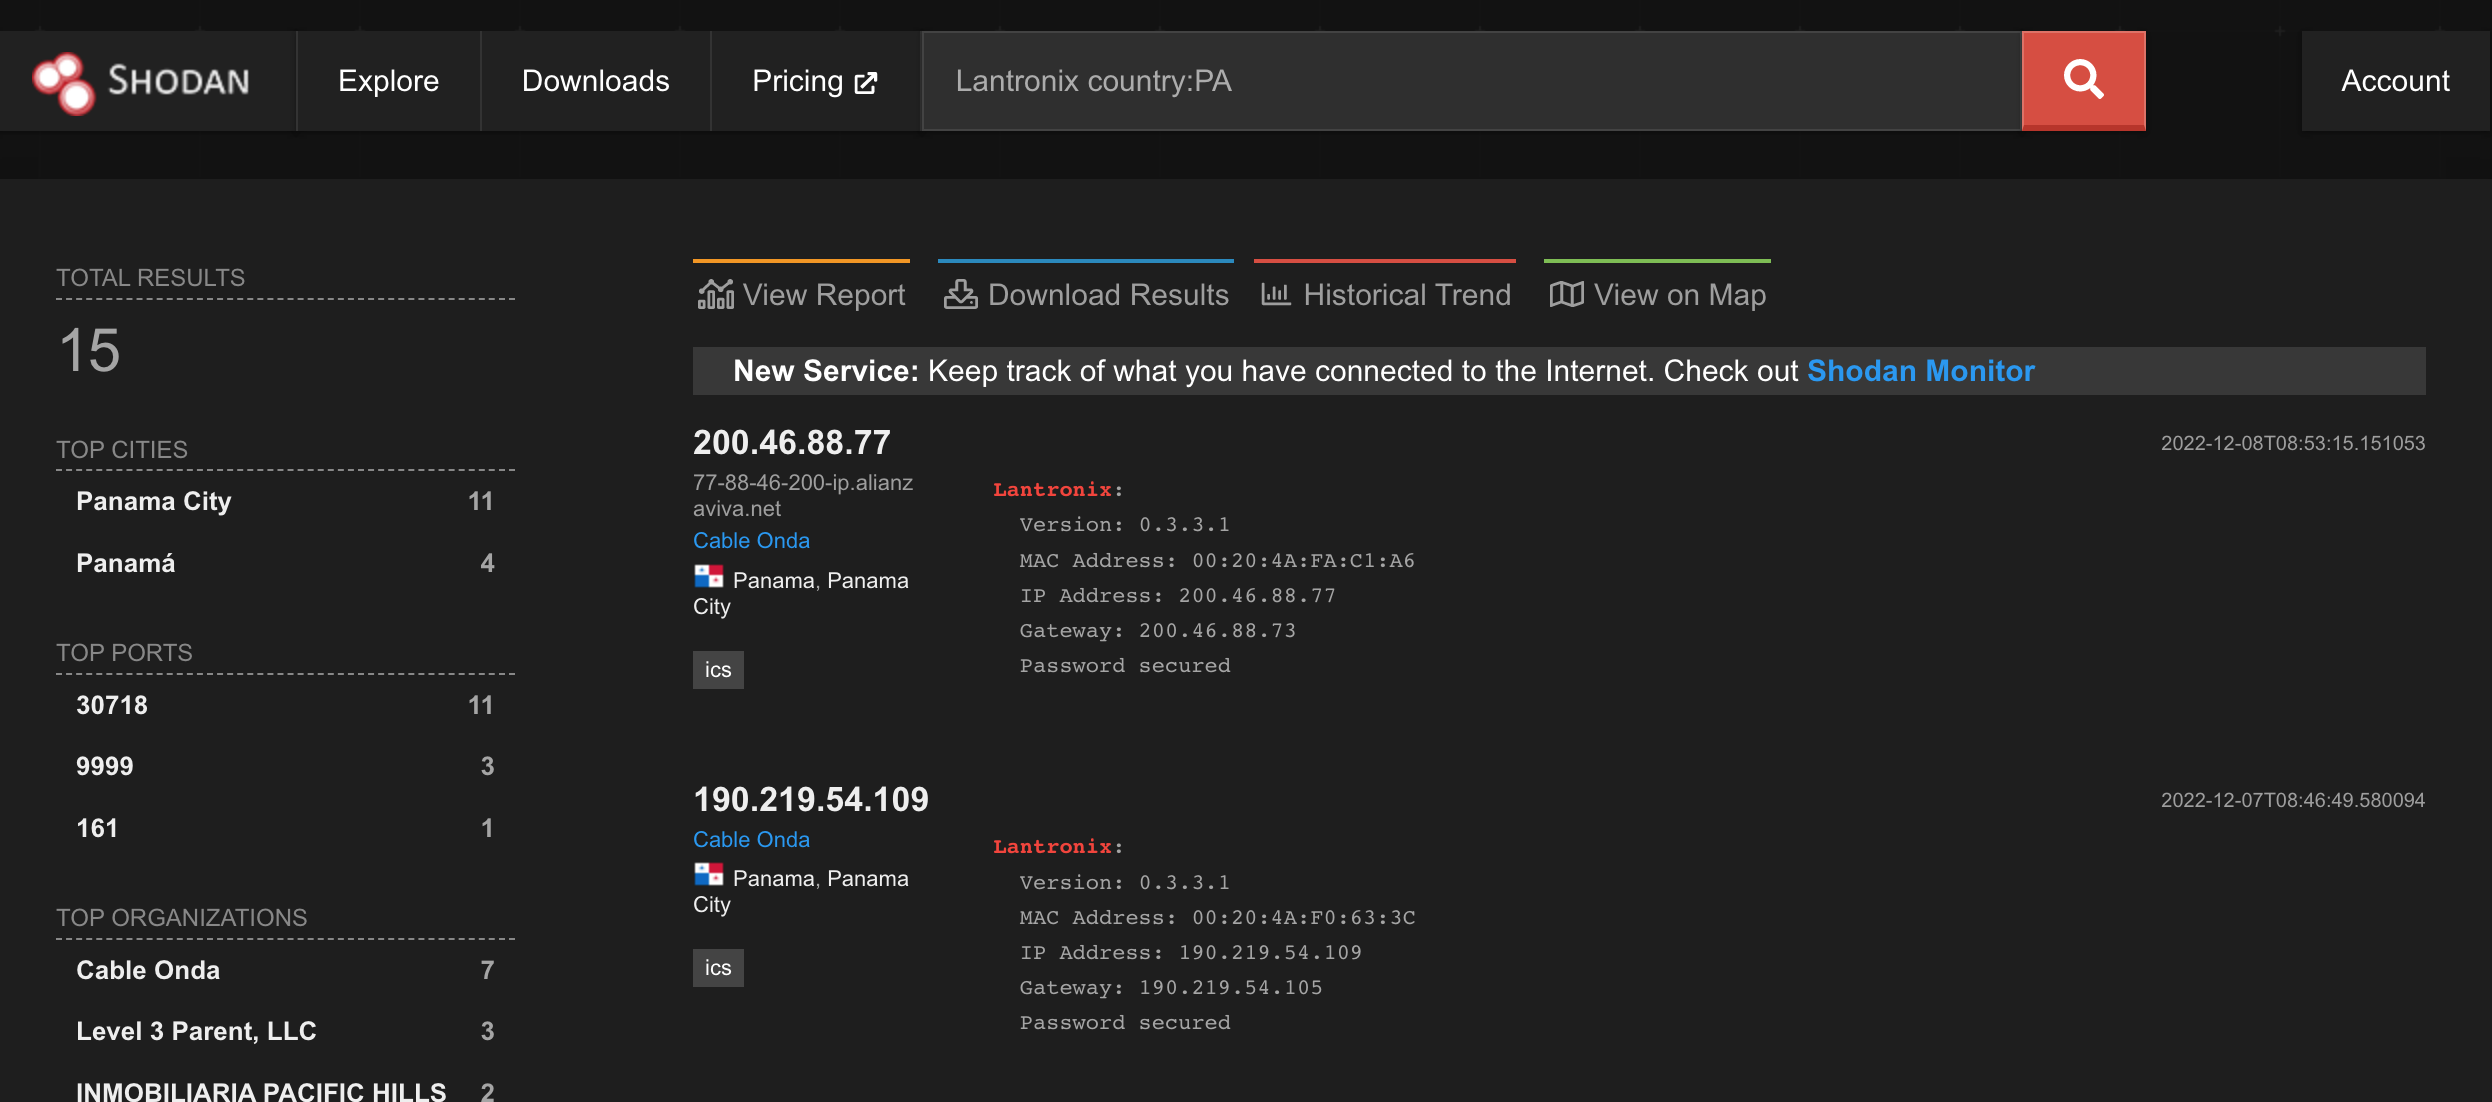 SHODAN
Explore
Downloads
Pricing
Lantronix country:PA
Account
TOTAL RESULTS
15
TOP CITIES
Panama City 11
Panamá 4
TOP PORTS
30718 11
9999 3
161 1
TOP ORGANIZATIONS
Cable Onda 7
Level 3 Parent, LLC 3
INMOBILIARIA PACIFIC HILLS 2
View Report
Download Results
Historical Trend
View on Map
New Service: Keep track of what you have connected to the Internet. Check out Shodan Monitor
200.46.88.77
2022-12-08T08:53:15.151053
77-88-46-200-ip.alianz
aviva.net
Cable Onda
Panama, Panama
City
ics
Lantronix:
Version: 0.3.3.1
MAC Address: 00:20:4A:FA:C1:A6
IP Address: 200.46.88.77
Gateway: 200.46.88.73
Password secured
190.219.54.109
2022-12-07T08:46:49.580094
Cable Onda
Panama, Panama
City
ics
Lantronix:
Version: 0.3.3.1
MAC Address: 00:20:4A:F0:63:3C
IP Address: 190.219.54.109
Gateway: 190.219.54.105
Password secured